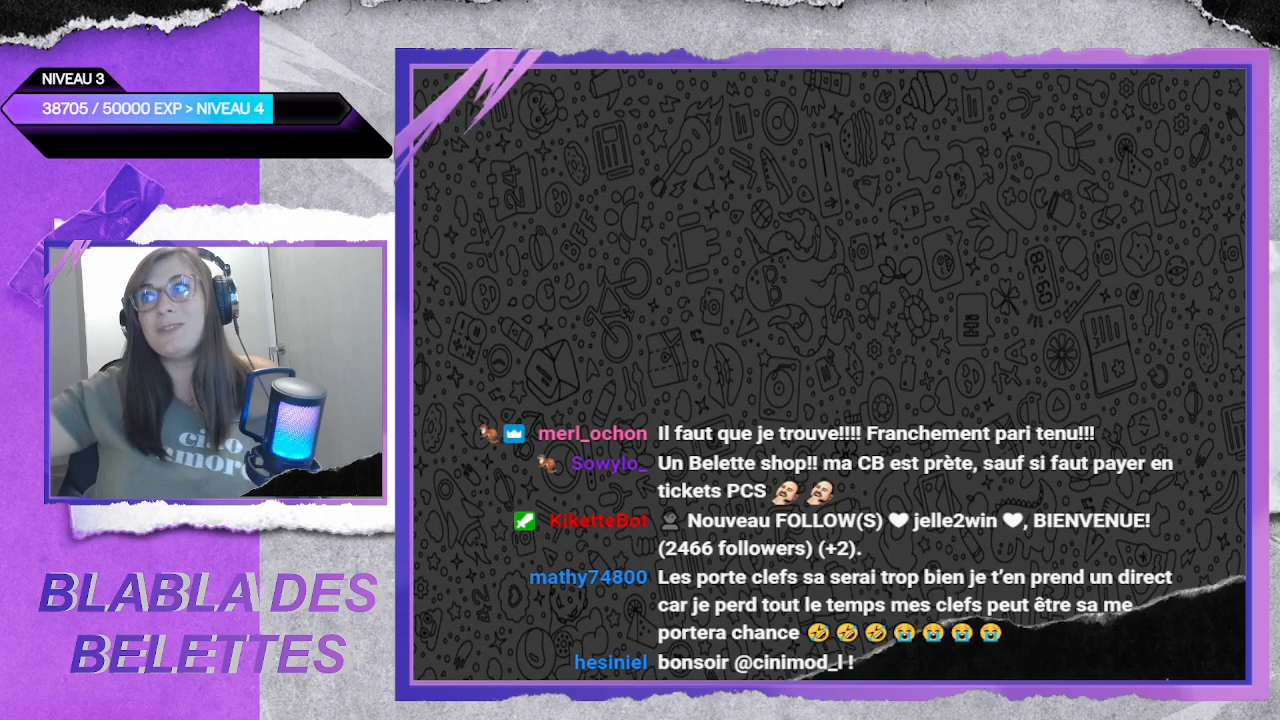 NIVEAU 3
38705 / 50000 EXP > NIVEAU 4
ciao
amore
BLABLA DES
BELETTES
merl_ochon Il faut que je trouve!!!! Franchement pari tenu!!!
Sowylo_ Un Belette shop!! ma CB est prète, sauf si faut payer en
tickets PCS
KiketteBot Nouveau FOLLOW(S) 🤍 jelle2win 🤍, BIENVENUE!
(2466 followers) (+2).
mathy74800 Les porte clefs sa serai trop bien je t'en prend un direct
car je perd tout le temps mes clefs peut être sa me
portera chance 🤣 🤣 🤣 😭 😭 😭 😭
hesiniel bonsoir @cinimod_l !